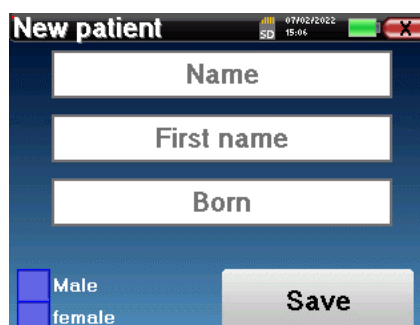 New patient
SD
07/02/2022
15:06
X
Name
First name
Born
Male
female
Save